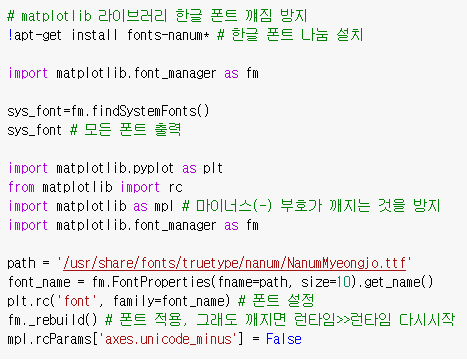 # matplotlib 라이브러리 한글 폰트 깨짐 방지
!apt-get install fonts-nanum* # 한글 폰트 나눔 설치
import matplotlib.font_manager as fm
sys_font=fm.findSystemFonts()
sys_font # 모든 폰트 출력
import matplotlib.pyplot as plt
from matplotlib import rc
import matplotlib as mpl # 마이너스(-) 부호가 깨지는 것을 방지
import matplotlib.font_manager as fm
path = '/usr/share/fonts/truetype/nanum/NanumMyeongjo.ttf'
font_name = fm.FontProperties(fname=path, size=10).get_name()
plt.rc('font', family=font_name) # 폰트 설정
fm._rebuild() # 폰트 적용, 그래도 깨지면 런타임>>런타임 다시시작
mpl.rcParams['axes.unicode_minus'] = False